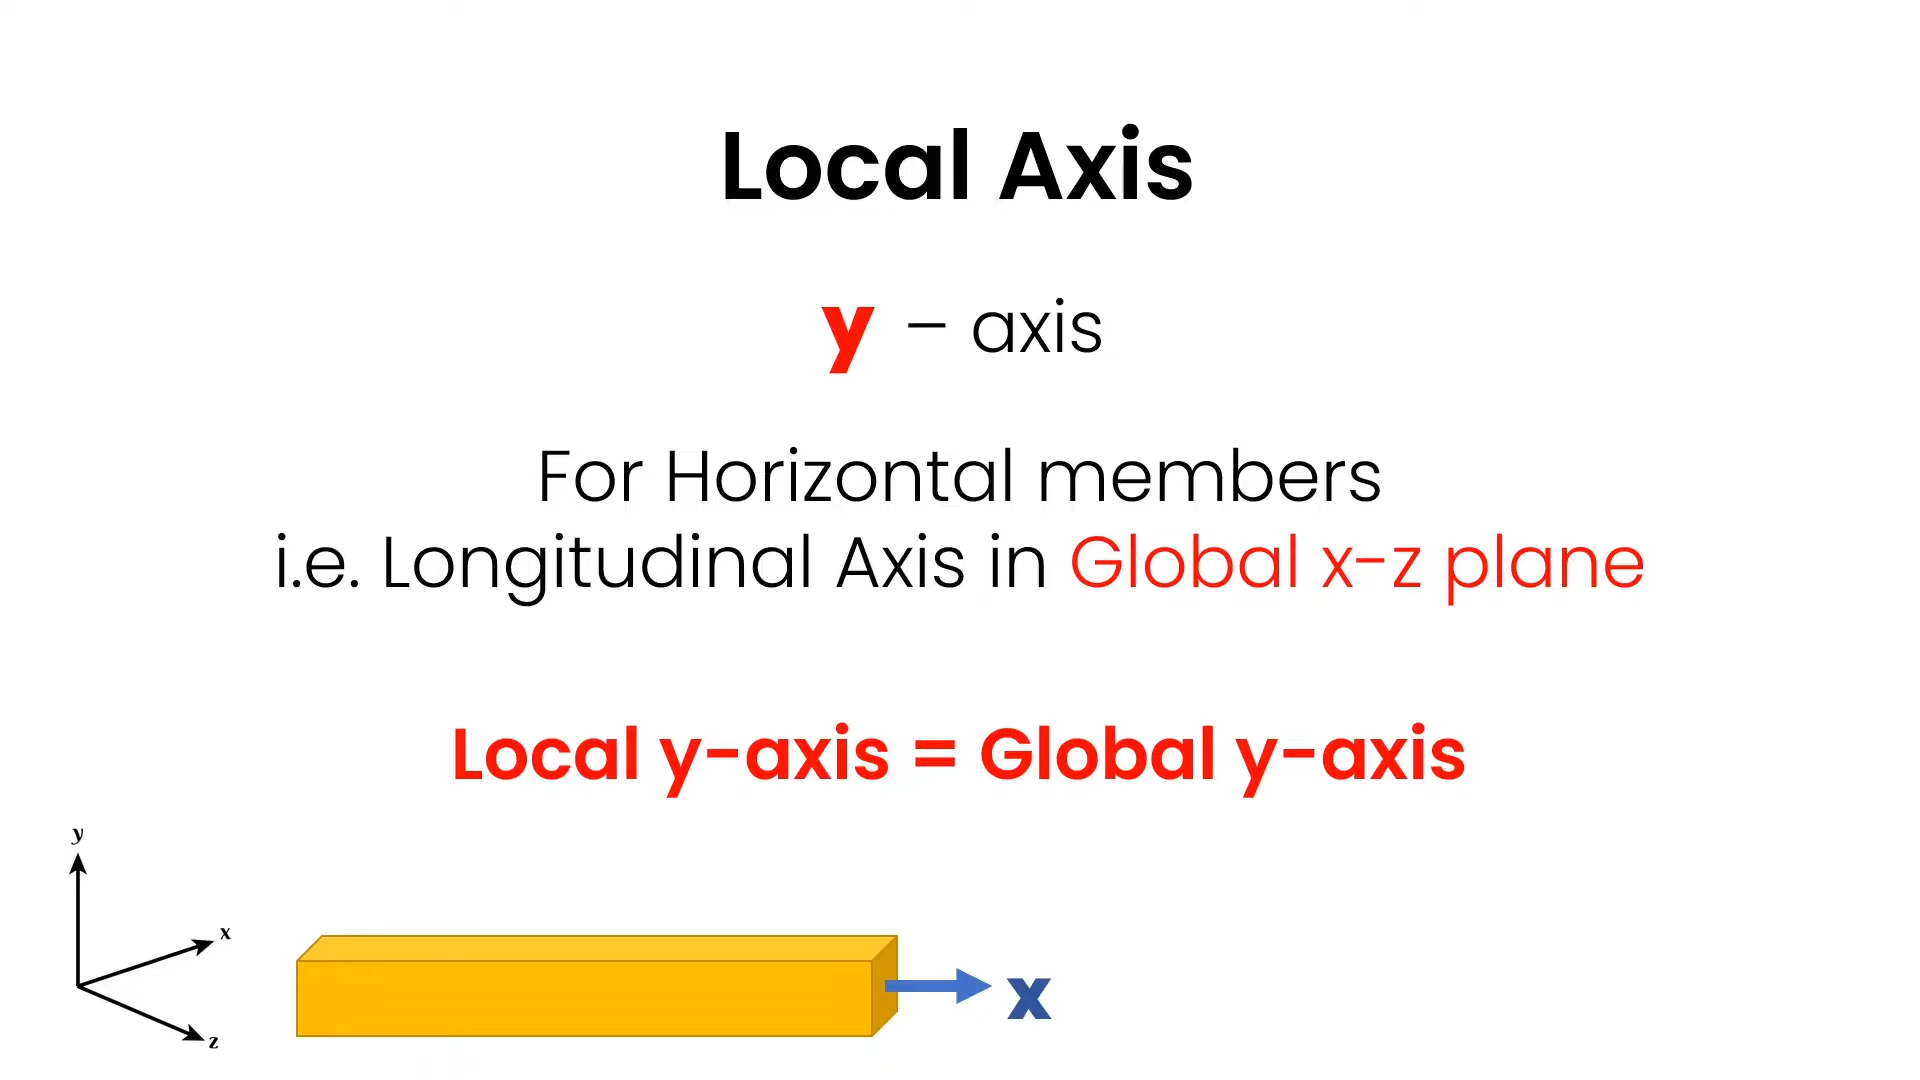 Local Axis
y – axis
For Horizontal members
i.e. Longitudinal Axis in Global x-z plane
Local y-axis = Global y-axis
y
x
z
x